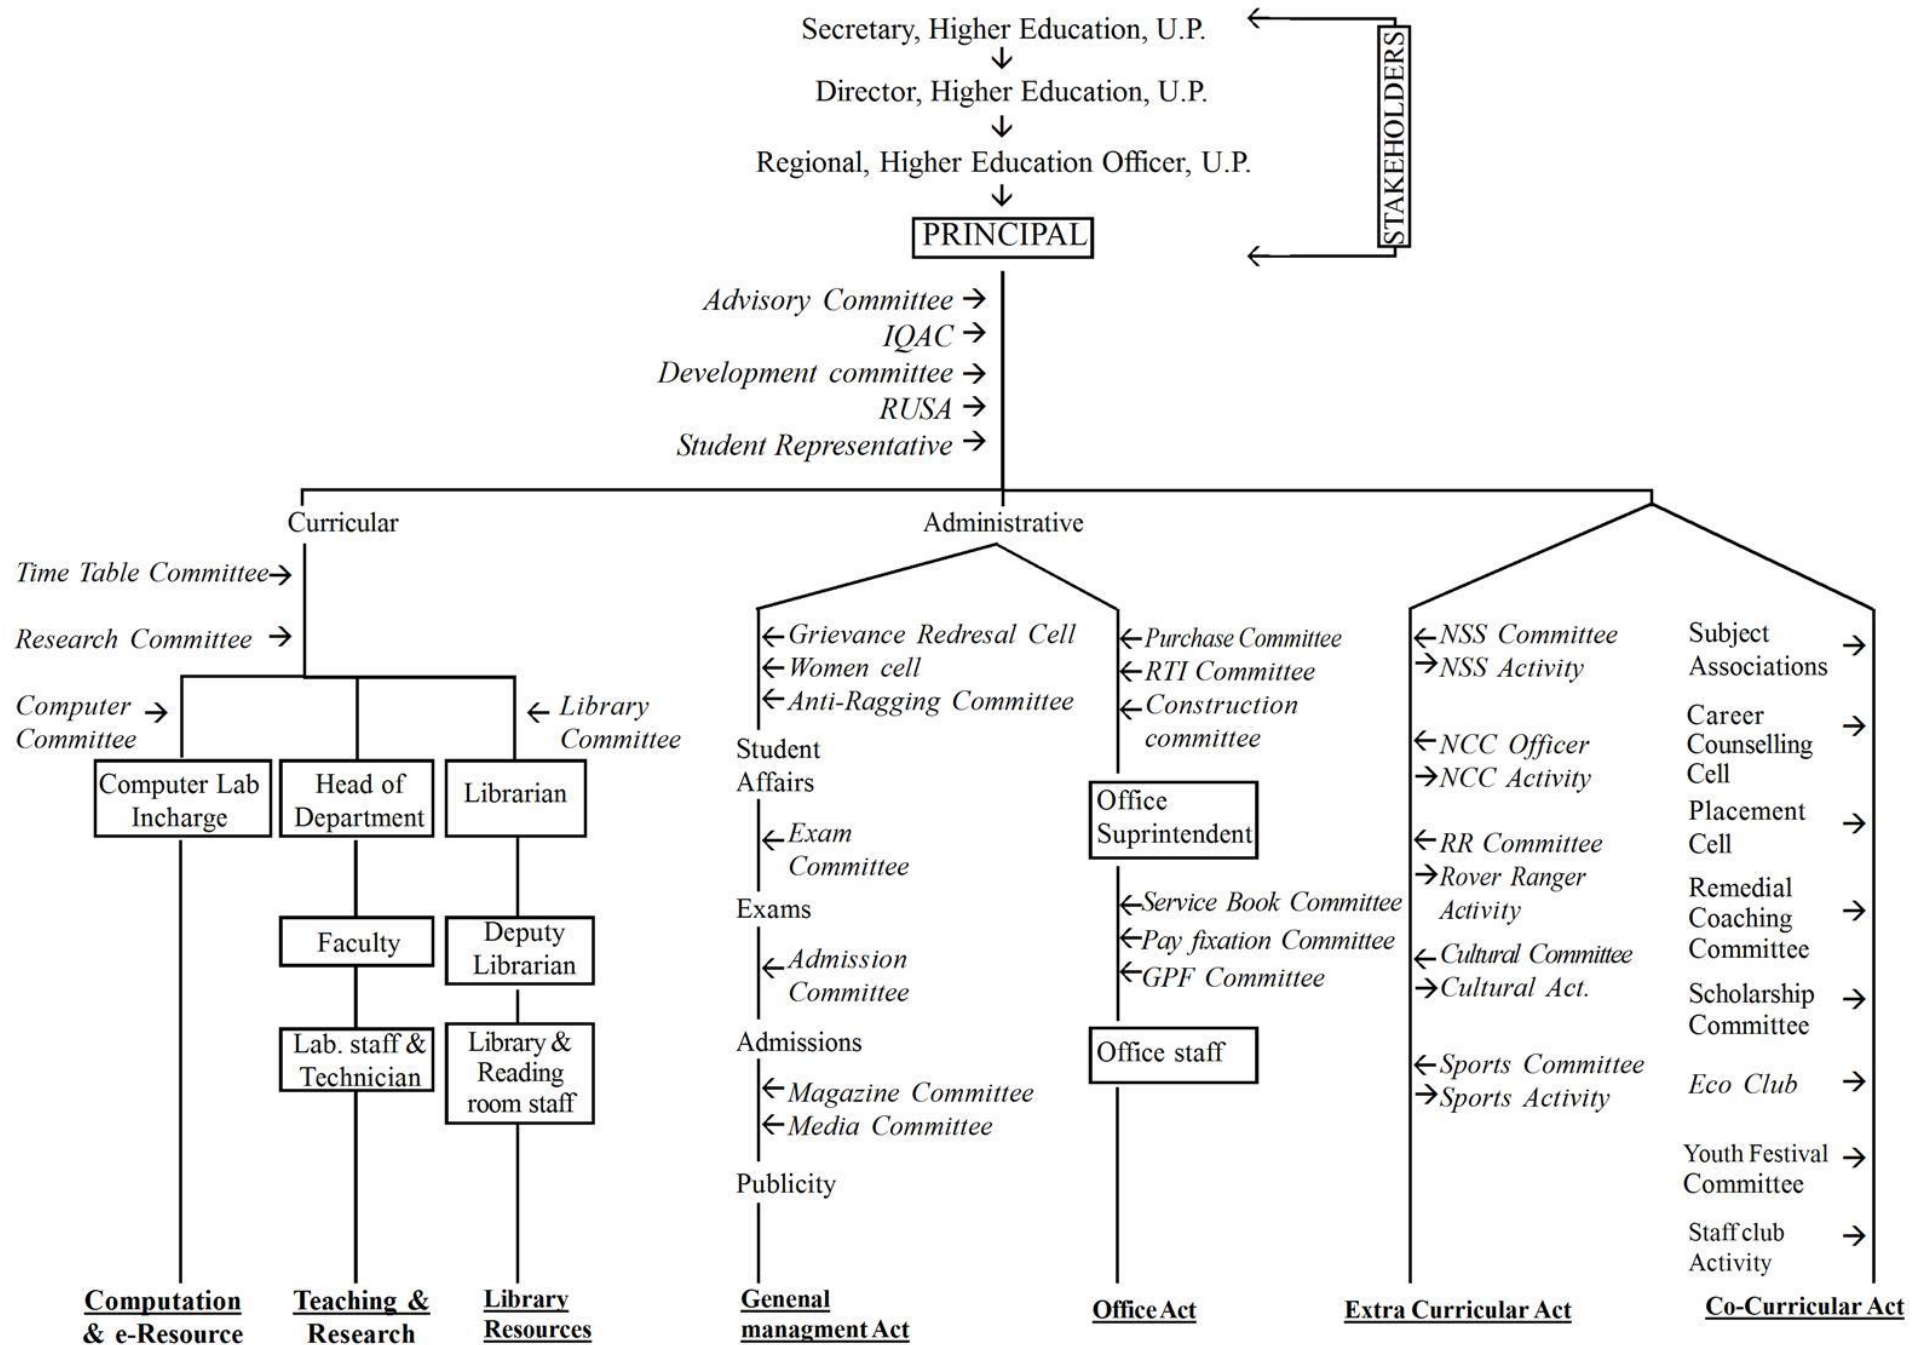 Secretary, Higher Education, U.P.
Director, Higher Education, U.P.
Regional, Higher Education Officer, U.P.
STAKEHOLDERS
PRINCIPAL
Advisory Committee
IQAC
Development committee
RUSA
Student Representative
Curricular
Time Table Committee
Research Committee
Computer
Committee
Library
Committee
Computer Lab
Incharge
Head of
Department
Librarian
Faculty
Deputy
Librarian
Lab. staff &
Technician
Library &
Reading
room staff
Computation
& e-Resource
Teaching &
Research
Library
Resources
Administrative
Grievance Redresal Cell
Women cell
Anti-Ragging Committee
Student
Affairs
Exam
Committee
Exams
Admission
Committee
Admissions
Magazine Committee
Media Committee
Publicity
Genenal
managment Act
Purchase Committee
RTI Committee
Construction
committee
Office
Suprintendent
Service Book Committee
Pay fixation Committee
GPF Committee
Office staff
Office Act
NSS Committee
NSS Activity
NCC Officer
NCC Activity
RR Committee
Rover Ranger
Activity
Cultural Committee
Cultural Act.
Sports Committee
Sports Activity
Extra Curricular Act
Subject
Associations
Career
Counselling
Cell
Placement
Cell
Remedial
Coaching
Committee
Scholarship
Committee
Eco Club
Youth Festival
Committee
Staff club
Activity
Co-Curricular Act